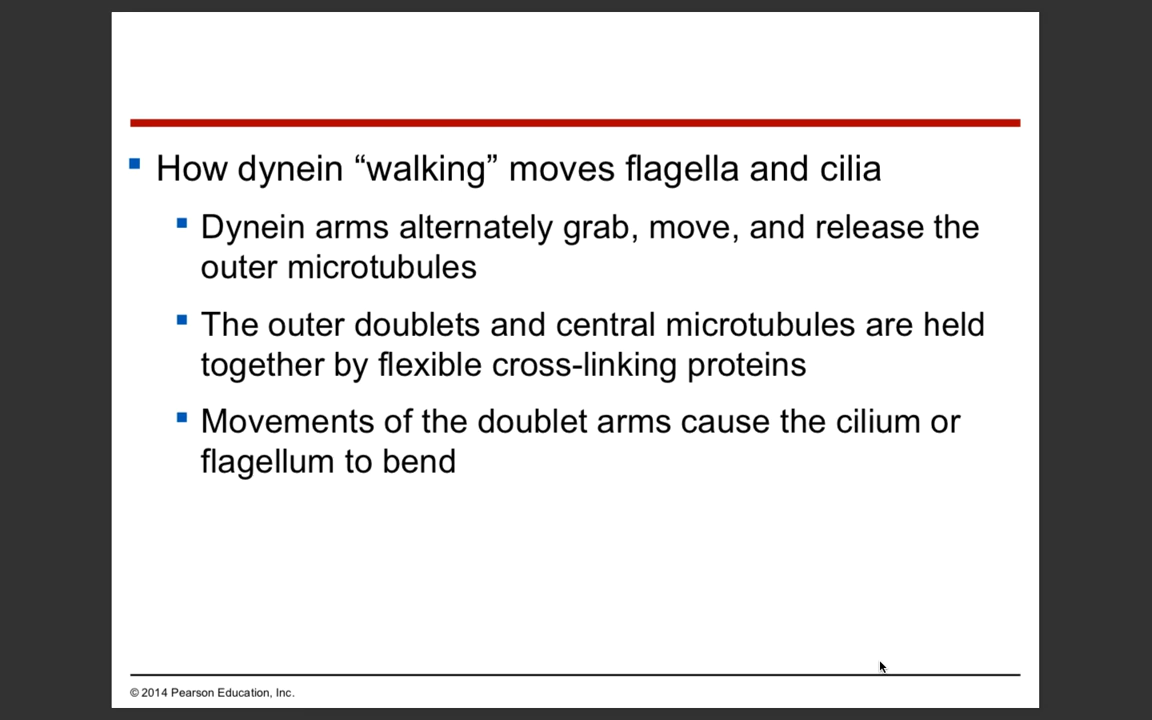 How dynein “walking” moves flagella and cilia
Dynein arms alternately grab, move, and release the
outer microtubules
The outer doublets and central microtubules are held
together by flexible cross-linking proteins
Movements of the doublet arms cause the cilium or
flagellum to bend
© 2014 Pearson Education, Inc.